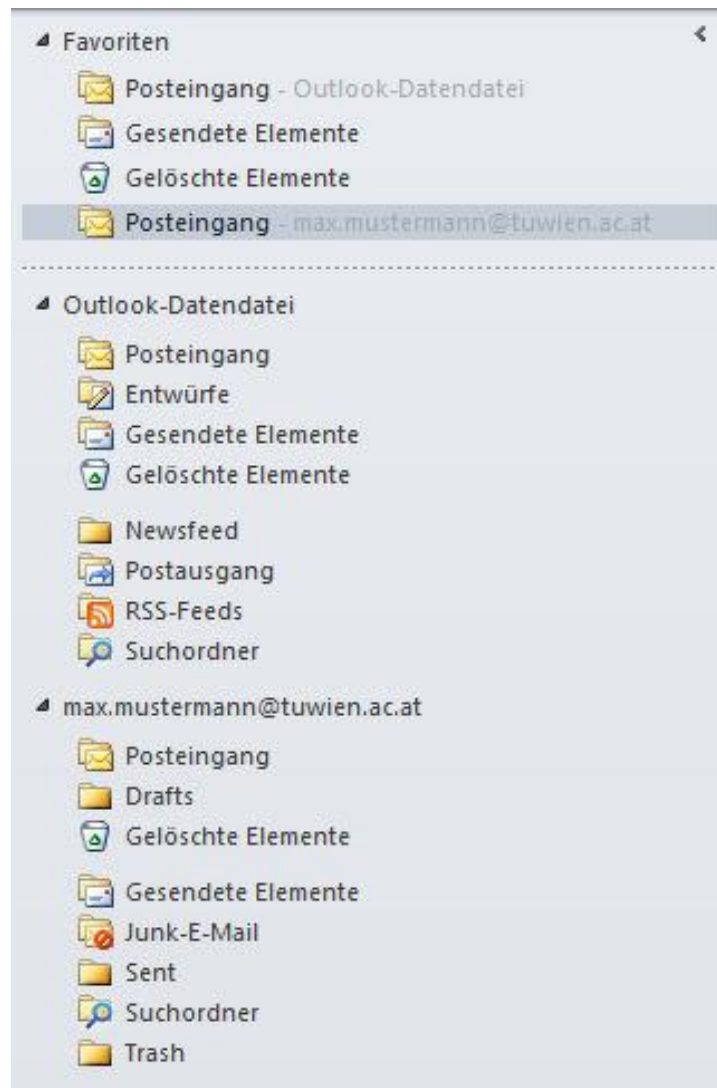 Favoriten
Posteingang - Outlook-Datendatei
Gesendete Elemente
Gelöschte Elemente
Posteingang - max.mustermann@tuwien.ac.at
Outlook-Datendatei
Posteingang
Entwürfe
Gesendete Elemente
Gelöschte Elemente
Newsfeed
Postausgang
RSS-Feeds
Suchordner
max.mustermann@tuwien.ac.at
Posteingang
Drafts
Gelöschte Elemente
Gesendete Elemente
Junk-E-Mail
Sent
Suchordner
Trash